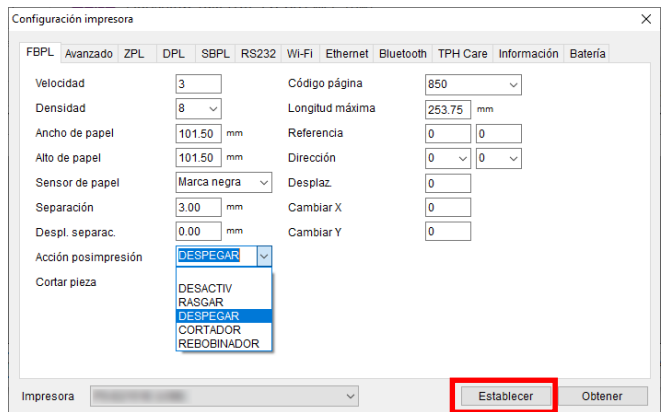 Configuración impresora
FBPL Avanzado ZPL DPL SBPL RS232 Wi-Fi Ethernet Bluetooth TPH Care Información Batería
Velocidad 3 Código página 850
Densidad 8 Longitud máxima 253.75 mm
Ancho de papel 101.50 mm Referencia 0 0
Alto de papel 101.50 mm Dirección 0 0
Sensor de papel Marca negra Desplaz. 0
Separación 3.00 mm Cambiar X 0
Despl. separac. 0.00 mm Cambiar Y 0
Acción posimpresión DESPEGAR
Cortar pieza
DESACTIV
RASGAR
DESPEGAR
CORTADOR
REBOBINADOR
Impresora Establecer Obtener